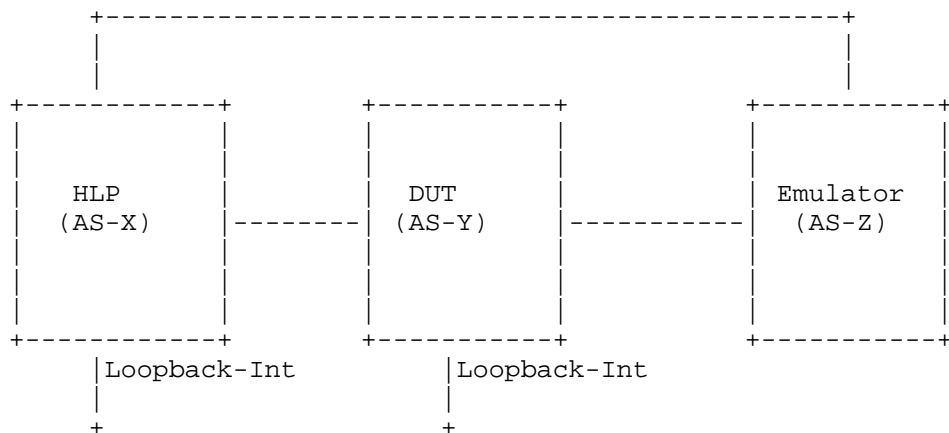 HLP DUT Emulator
(AS-X) (AS-Y) (AS-Z)
Loopback-Int Loopback-Int